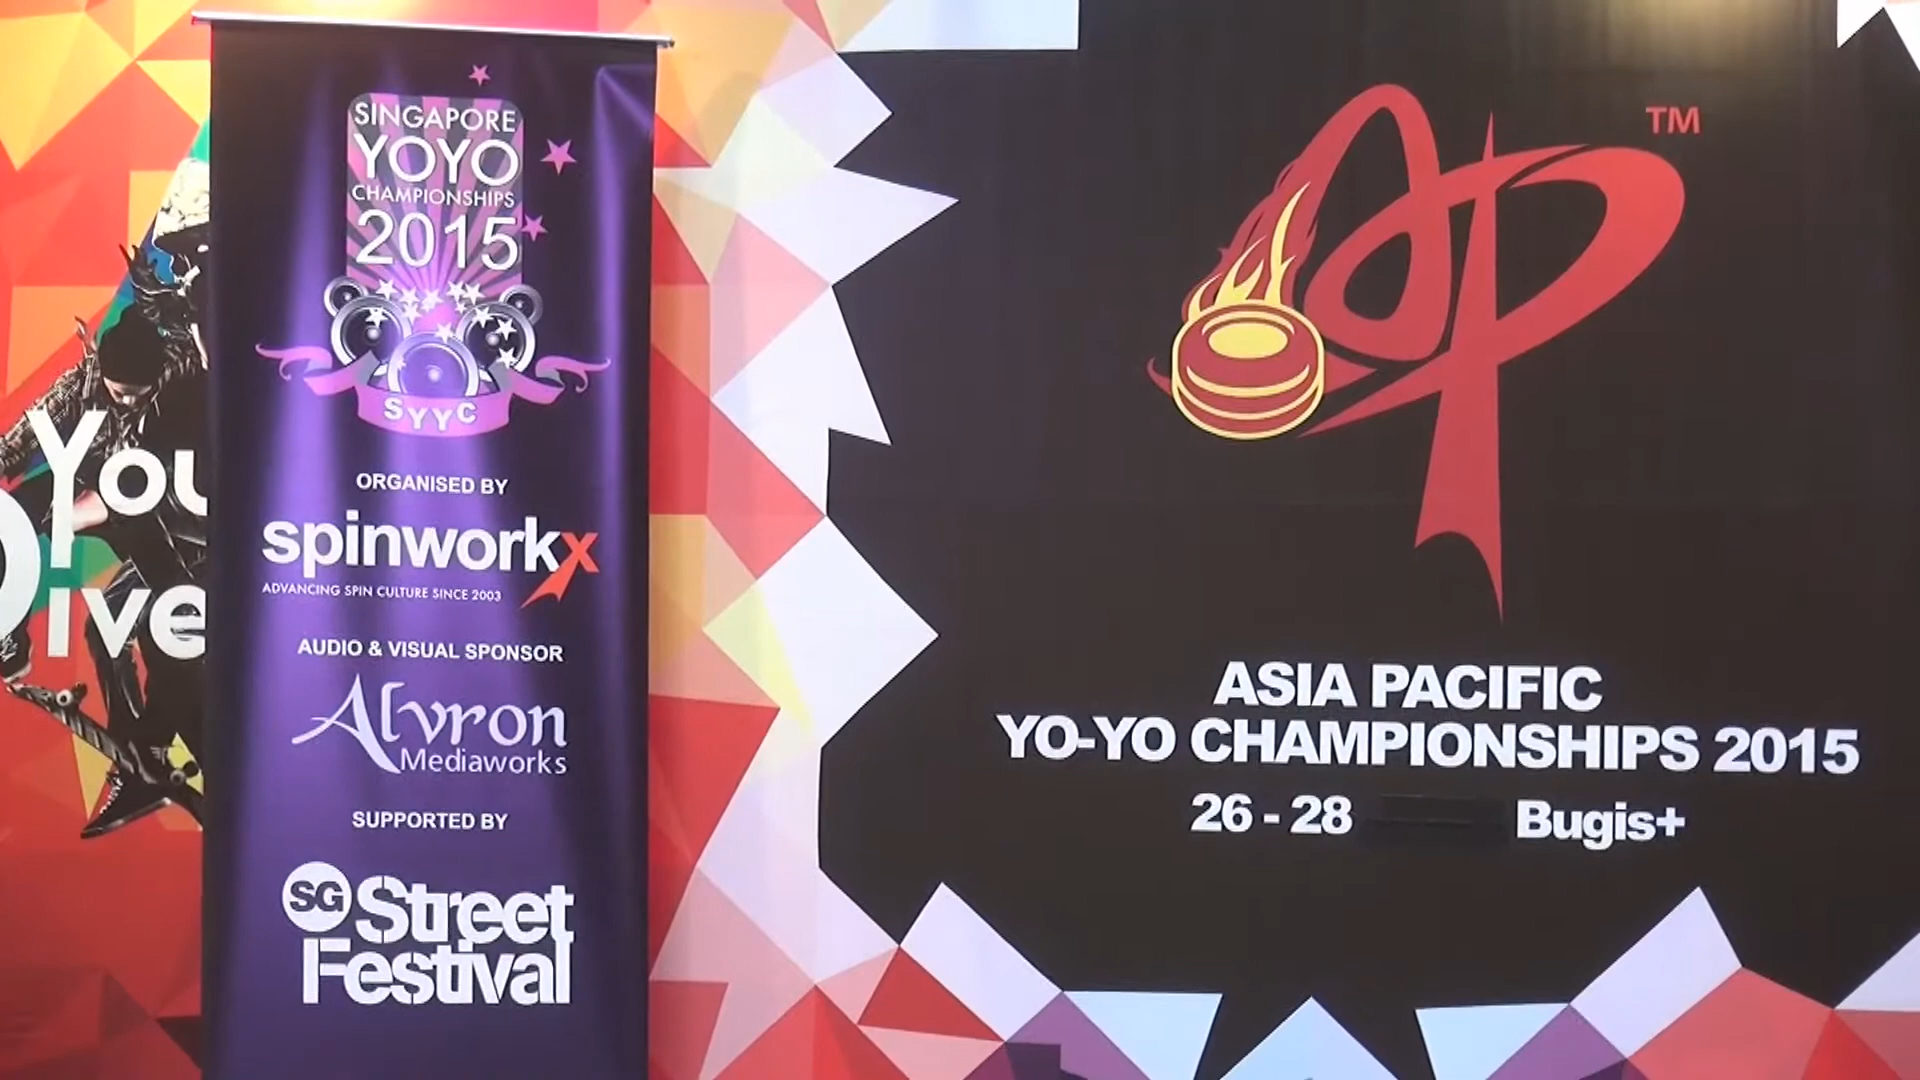 SINGAPORE
YOYO
CHAMPIONSHIPS
2015
SYYC
ORGANISED BY
spinworkx
ADVANCING SPIN CULTURE SINCE 2003
AUDIO & VISUAL SPONSOR
Alvron
Mediaworks
SUPPORTED BY
SG Street
Festival
You
ive
AP
TM
ASIA PACIFIC
YO-YO CHAMPIONSHIPS 2015
26 - 28 Bugis+